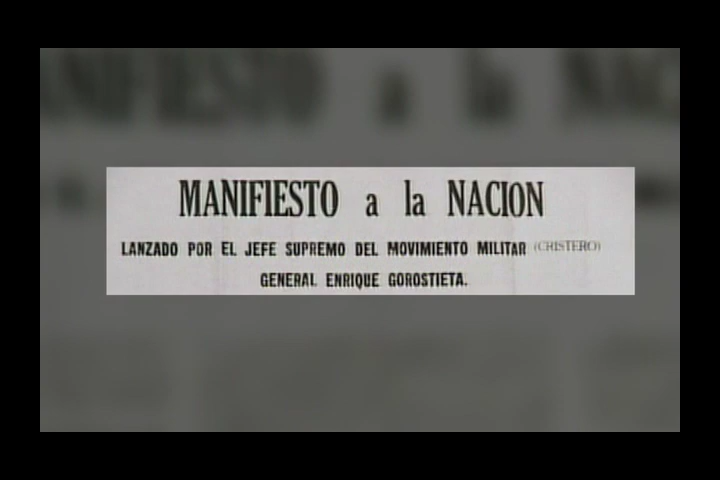 MANIFIESTO a la NACION
LANZADO POR EL JEFE SUPREMO DEL MOVIMIENTO MILITAR (CRISTERO)
GENERAL ENRIQUE GOROSTIETA.